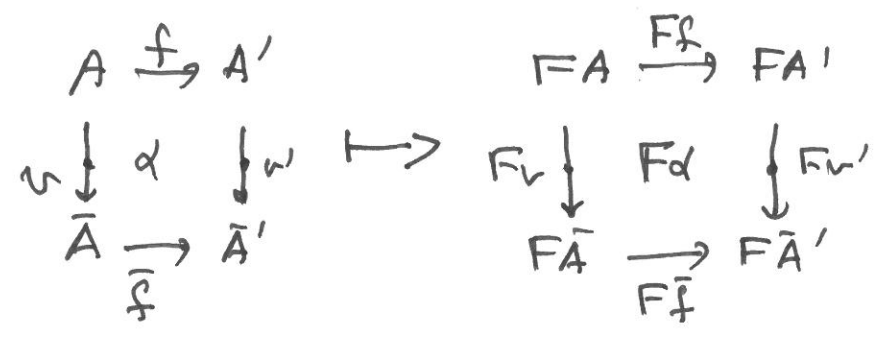 f Ff
A → A' ↦ FA → FA'
v α v' Fv Fα Fv'
Ā → Ā' FĀ → FĀ'
f̄ Ff̄